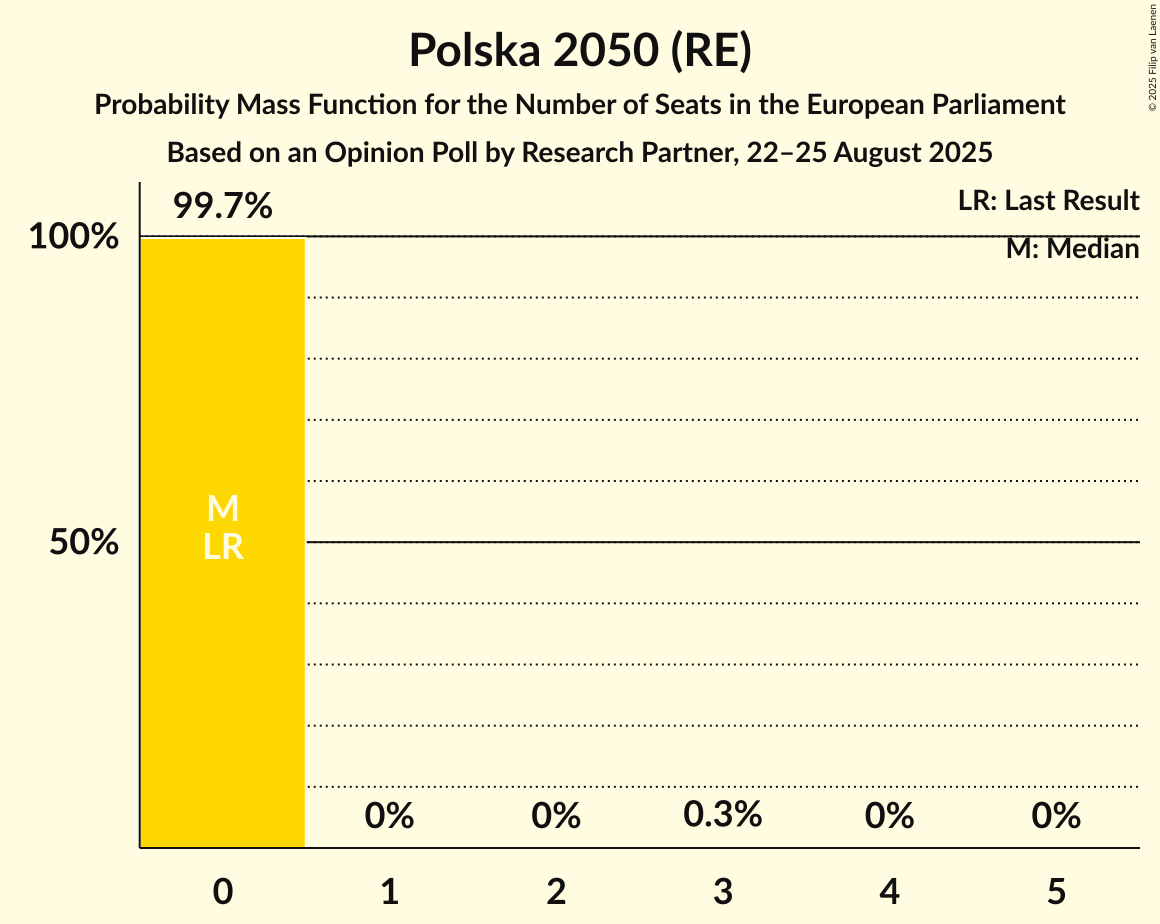 Polska 2050 (RE)
Probability Mass Function for the Number of Seats in the European Parliament
Based on an Opinion Poll by Research Partner, 22–25 August 2025
© 2025 Filip van Laenen
LR: Last Result
M: Median
99.7%
100%
50%
M
LR
0%
0%
0.3%
0%
0%
0
1
2
3
4
5